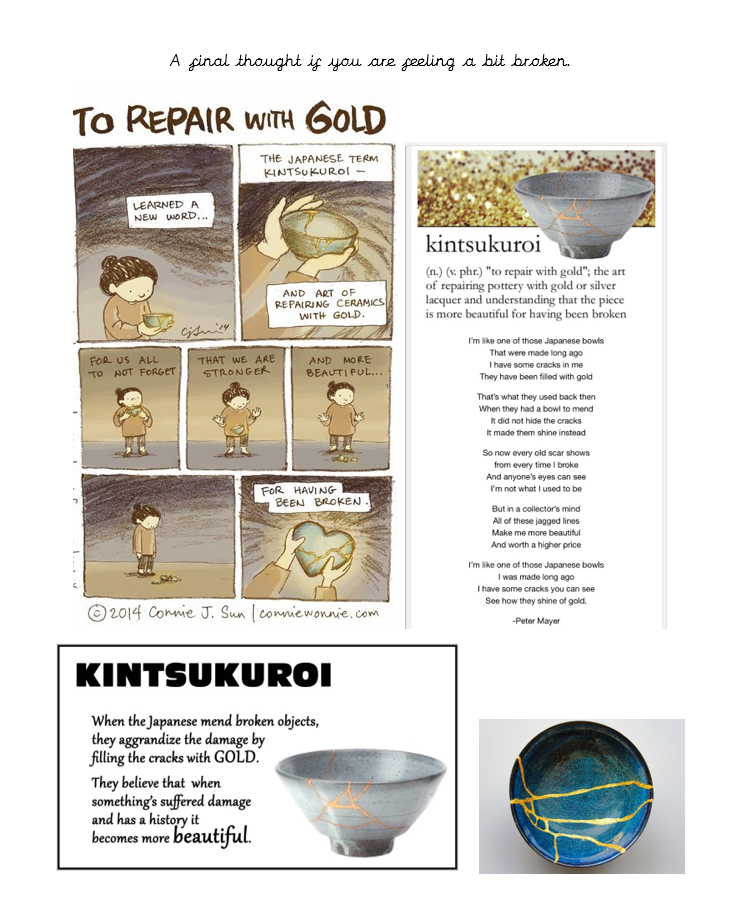 A final thought if you are feeling a bit broken.
TO REPAIR WITH GOLD
LEARNED A
NEW WORD...
CJSun '14
THE JAPANESE TERM
KINTSUKUROI –
AND ART OF
REPAIRING CERAMICS
WITH GOLD.
FOR US ALL
TO NOT FORGET
THAT WE ARE
STRONGER
AND MORE
BEAUTIFUL...
FOR HAVING
BEEN BROKEN.
© 2014 Connie J. Sun | conniewonnie.com
kintsukuroi
(n.) (v. phr.) "to repair with gold"; the art
of repairing pottery with gold or silver
lacquer and understanding that the piece
is more beautiful for having been broken
I'm like one of those Japanese bowls
That were made long ago
I have some cracks in me
They have been filled with gold
That's what they used back then
When they had a bowl to mend
It did not hide the cracks
It made them shine instead
So now every old scar shows
from every time I broke
And anyone's eyes can see
I'm not what I used to be
But in a collector's mind
All of these jagged lines
Make me more beautiful
And worth a higher price
I'm like one of those Japanese bowls
I was made long ago
I have some cracks you can see
See how they shine of gold.
-Peter Mayer
KINTSUKUROI
When the Japanese mend broken objects,
they aggrandize the damage by
filling the cracks with GOLD.
They believe that when
something's suffered damage
and has a history it
becomes more beautiful.